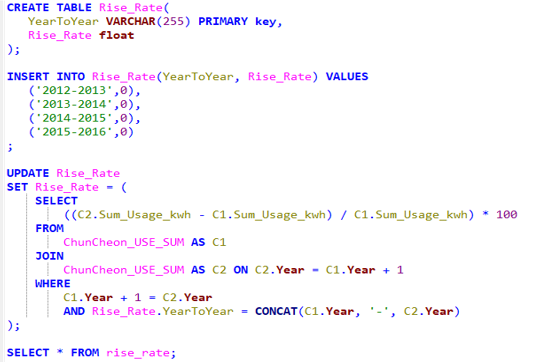 CREATE TABLE Rise_Rate(
YearToYear VARCHAR(255) PRIMARY key,
Rise_Rate float
);
INSERT INTO Rise_Rate(YearToYear, Rise_Rate) VALUES
('2012-2013',0),
('2013-2014',0),
('2014-2015',0),
('2015-2016',0)
;
UPDATE Rise_Rate
SET Rise_Rate = (
SELECT
((C2.Sum_Usage_kwh - C1.Sum_Usage_kwh) / C1.Sum_Usage_kwh) * 100
FROM
ChunCheon_USE_SUM AS C1
JOIN
ChunCheon_USE_SUM AS C2 ON C2.Year = C1.Year + 1
WHERE
C1.Year + 1 = C2.Year
AND Rise_Rate.YearToYear = CONCAT(C1.Year, '-', C2.Year)
);
SELECT * FROM rise_rate;